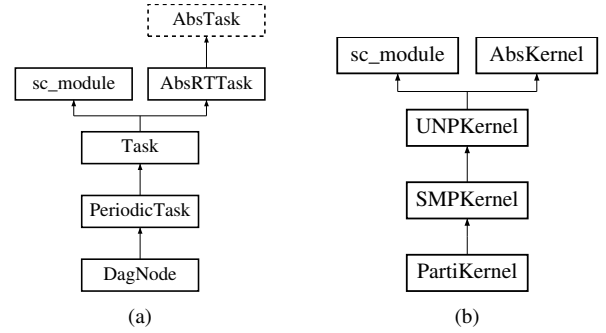 AbsTask
sc_module
AbsRTTask
Task
PeriodicTask
DagNode
(a)
sc_module
AbsKernel
UNPKernel
SMPKernel
PartiKernel
(b)